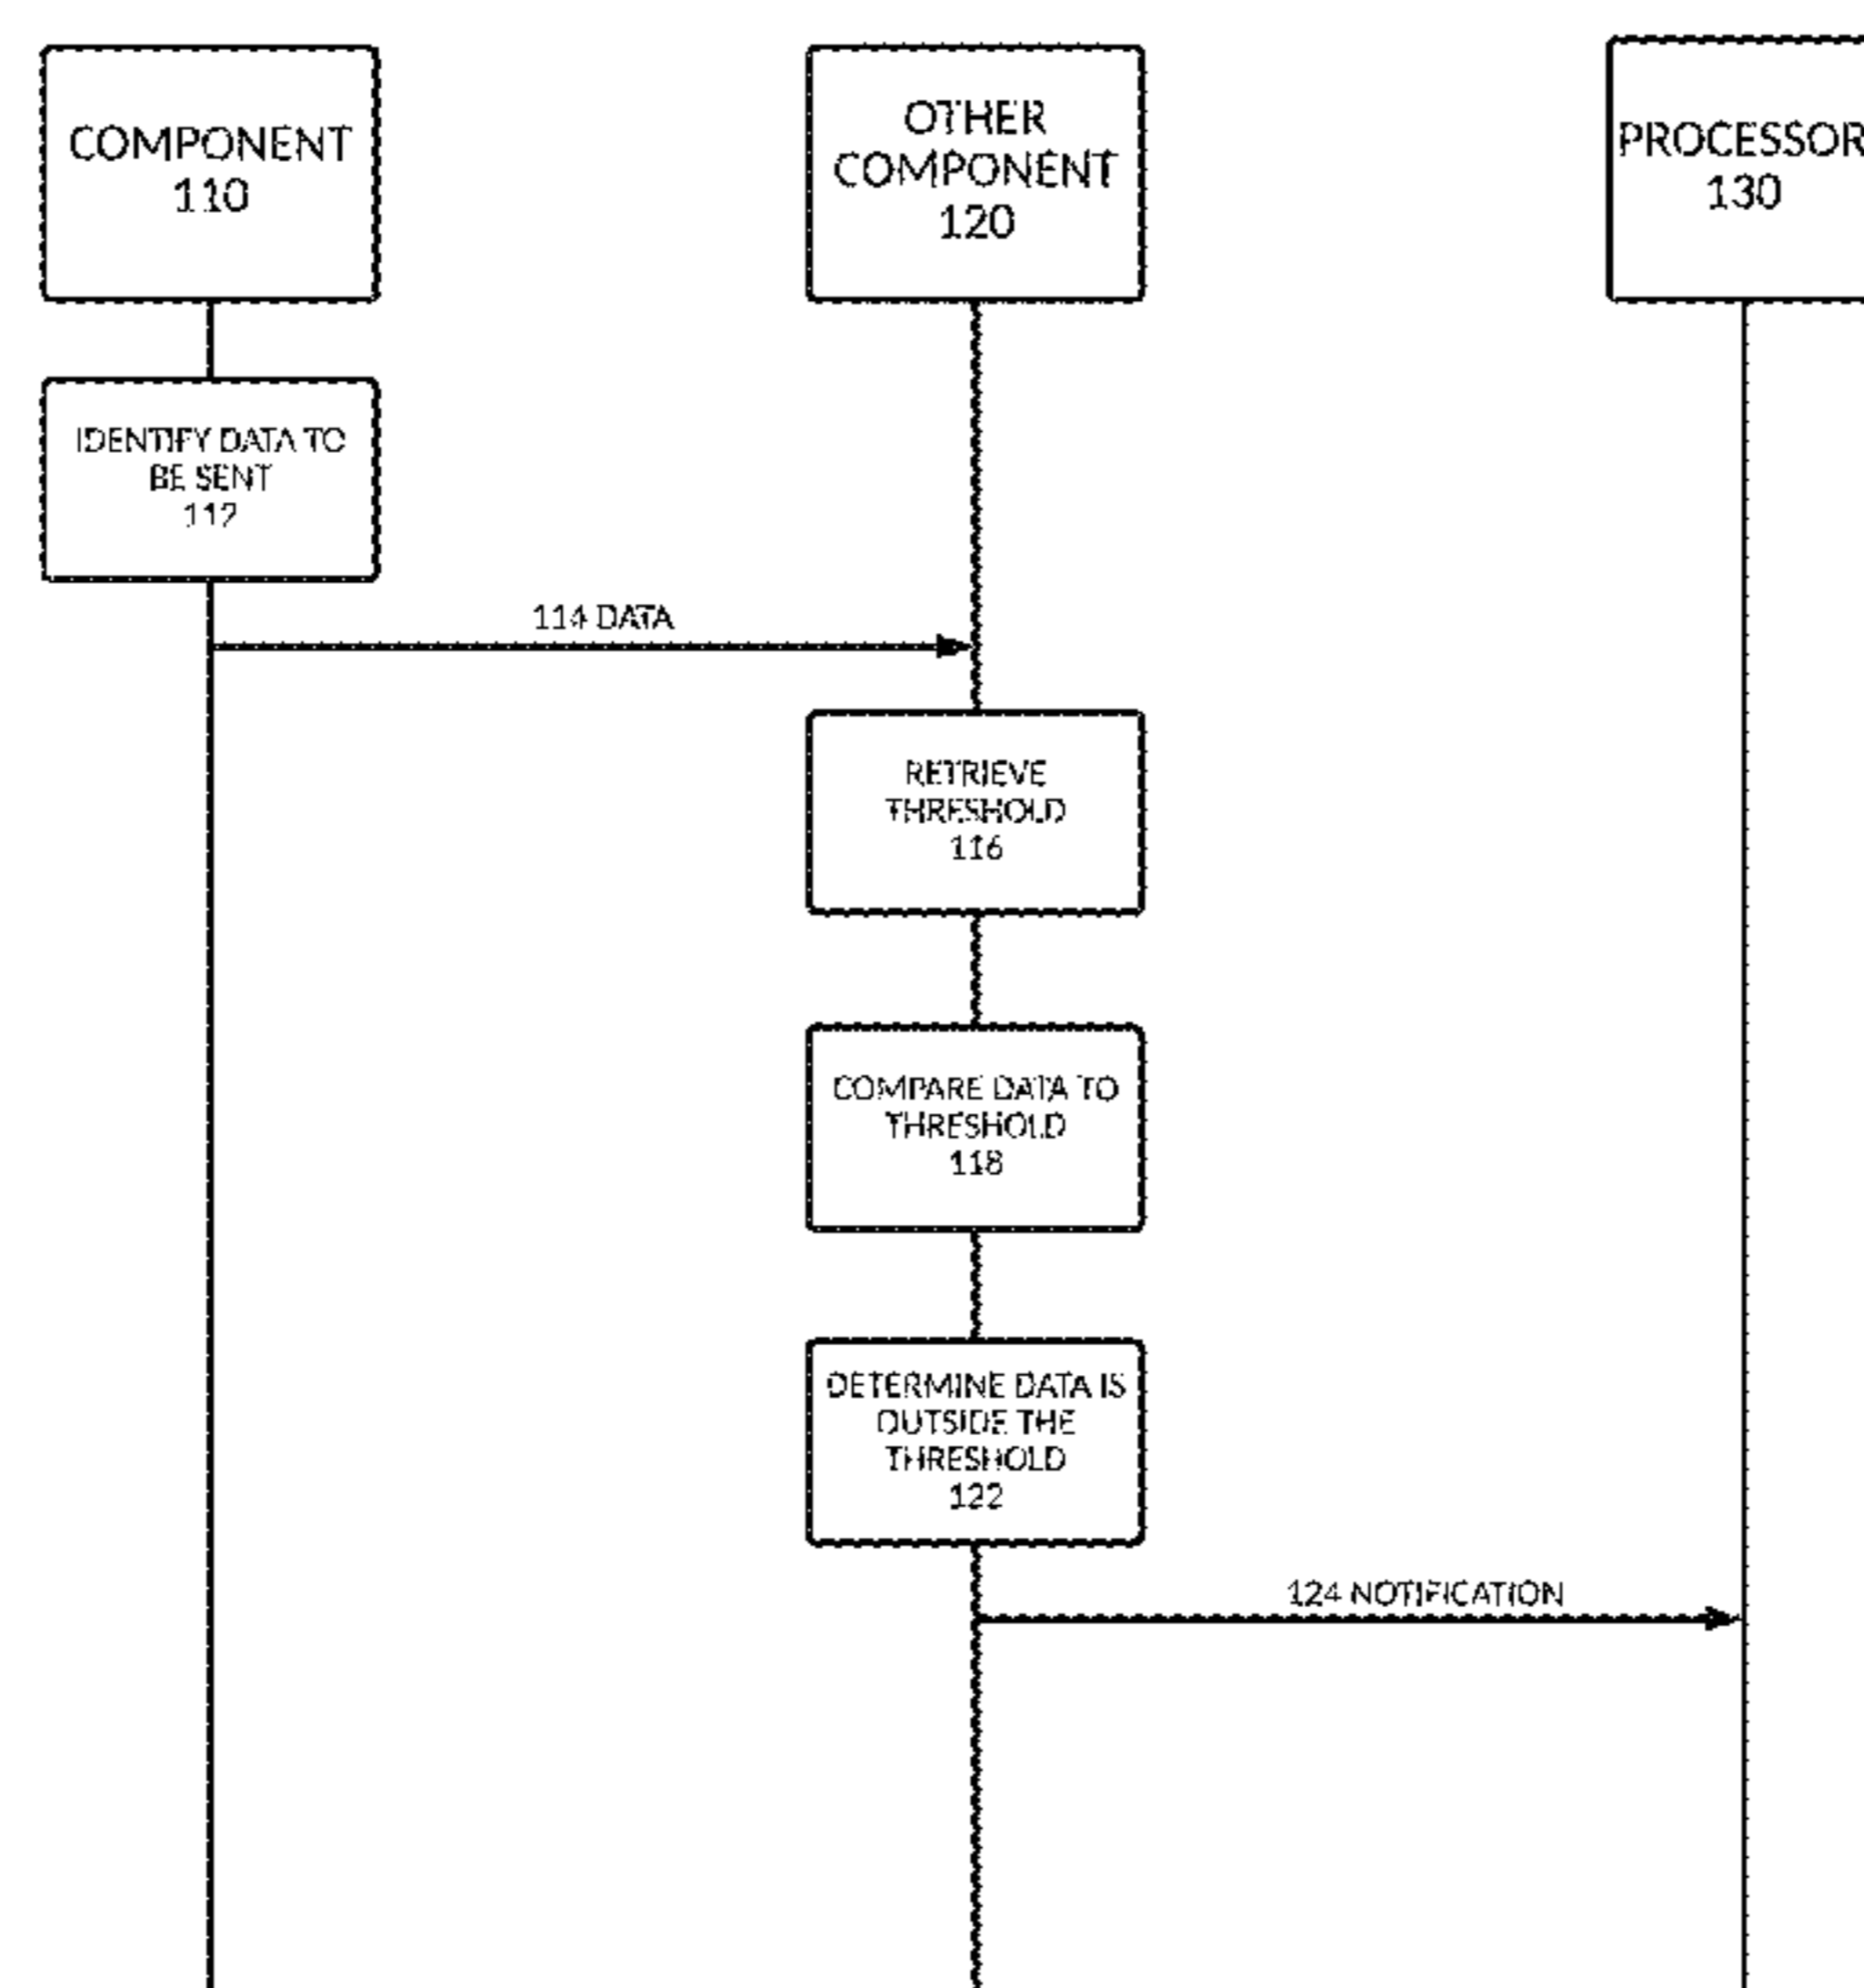 COMPONENT
110
OTHER
COMPONENT
120
PROCESSOR
130
IDENTIFY DATA TO
BE SENT
112
114 DATA
RETRIEVE
THRESHOLD
116
COMPARE DATA TO
THRESHOLD
118
DETERMINE DATA IS
OUTSIDE THE
THRESHOLD
122
124 NOTIFICATION